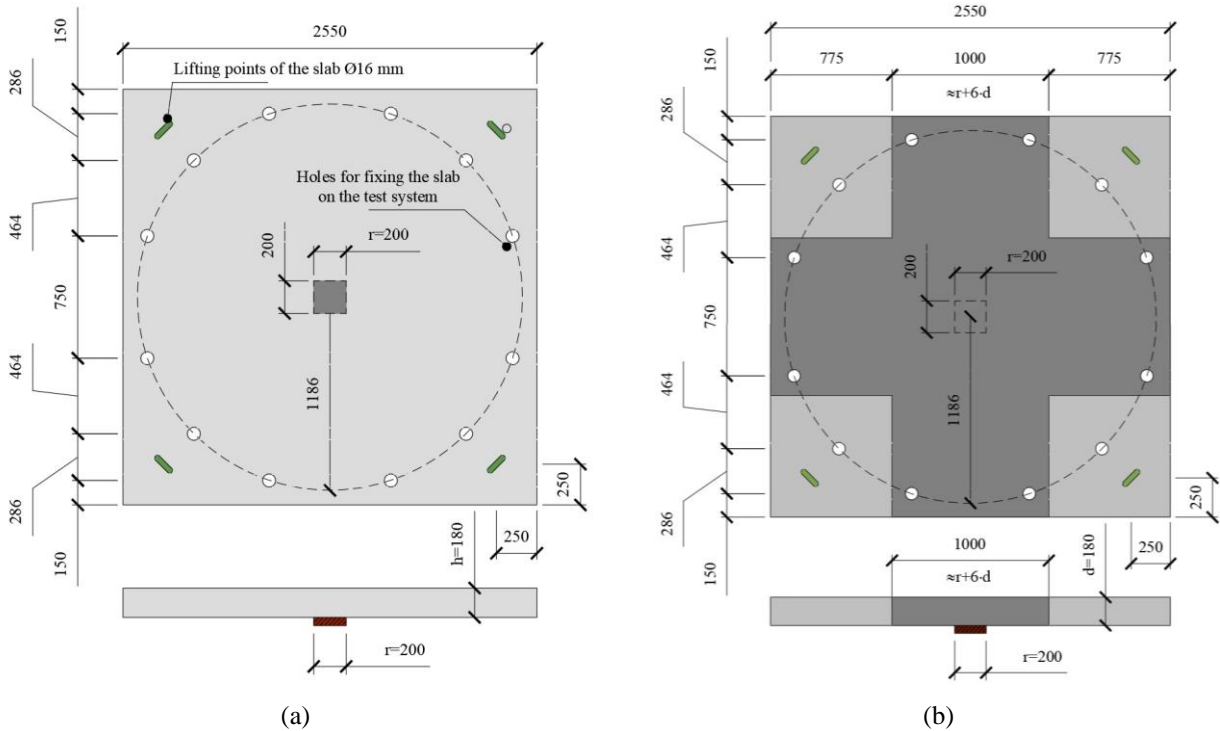 2550
150
Lifting points of the slab Ø16 mm
286
Holes for fixing the slab
on the test system
464
200
r=200
750
464
1186
286
250
250
h=180
150
r=200
(a)
2550
150
775
1000
775
≈r+6·d
286
464
200
r=200
750
464
1186
286
250
250
1000
d=180
150
≈r+6·d
r=200
(b)